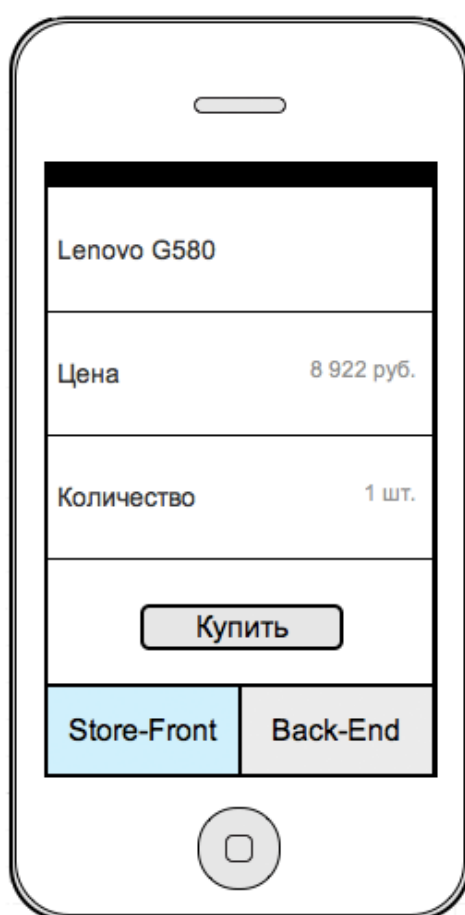 Lenovo G580
Цена 8 922 руб.
Количество 1 шт.
Купить
Store-Front Back-End